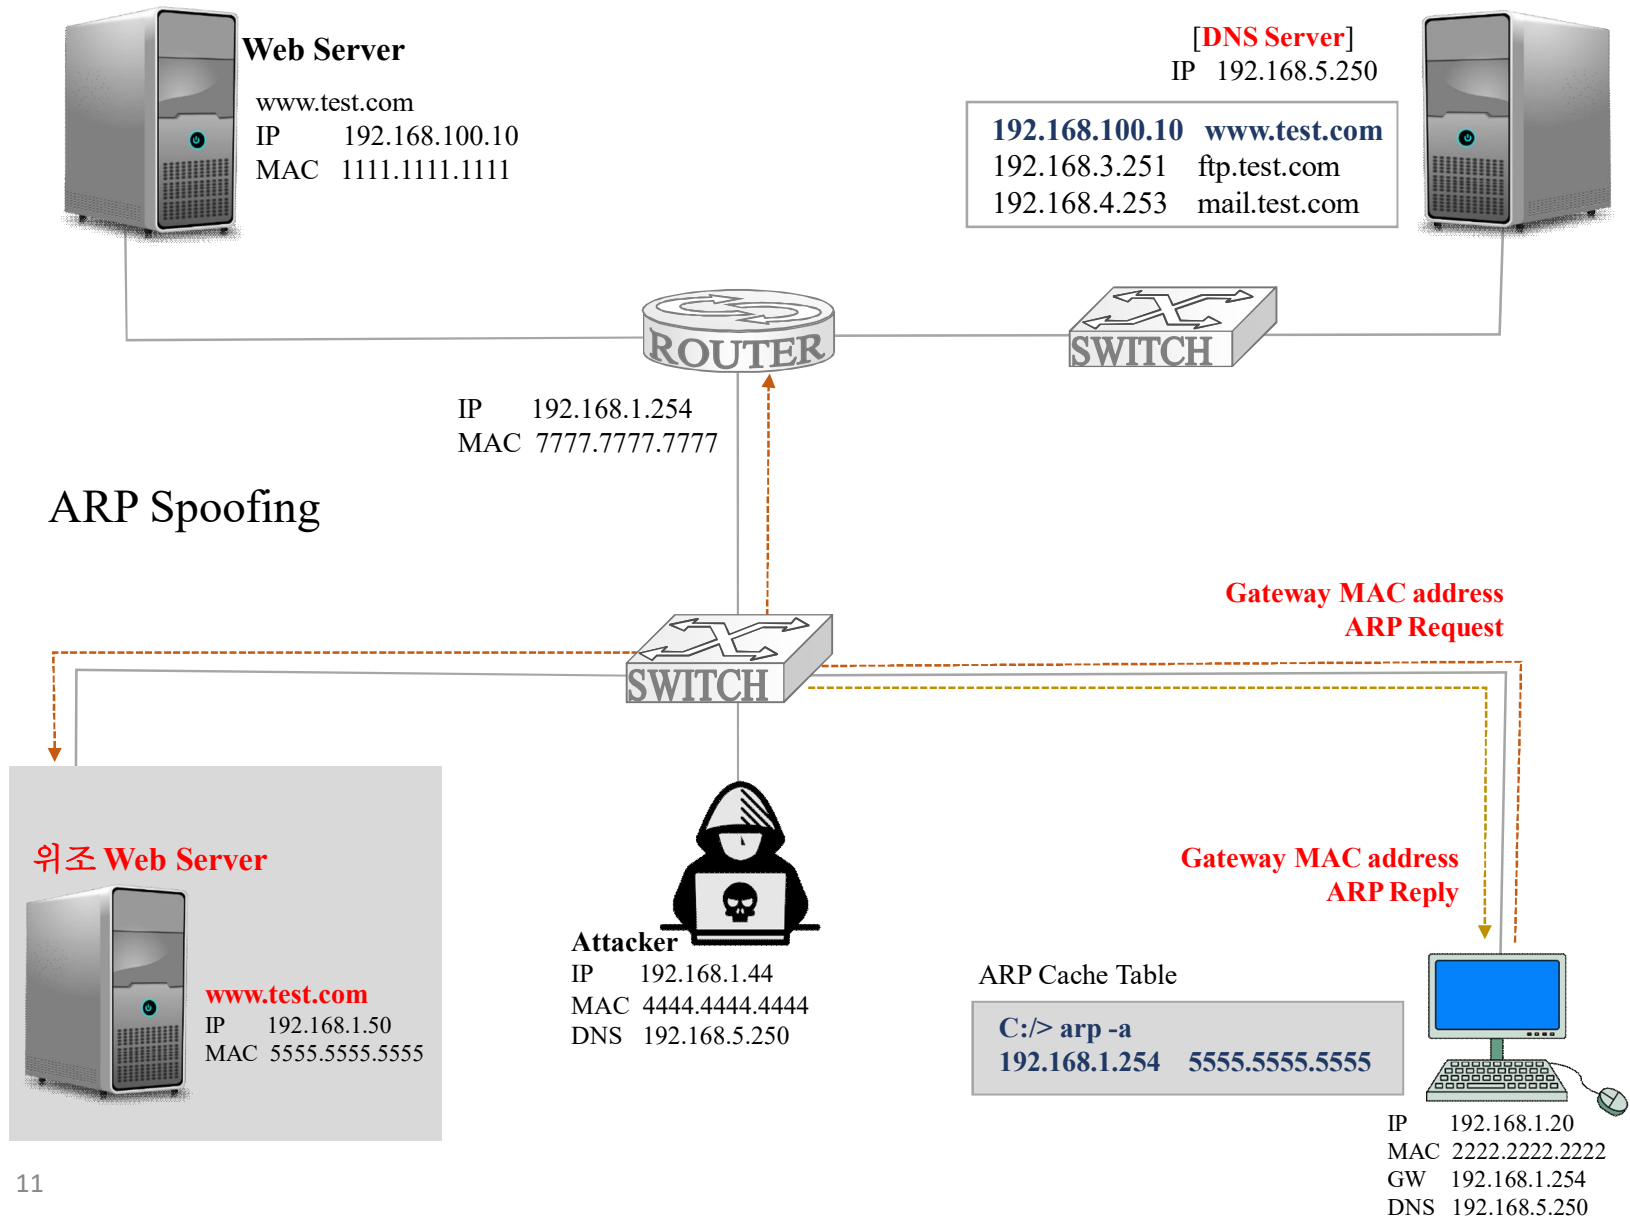 Web Server
www.test.com
IP 192.168.100.10
MAC 1111.1111.1111
[DNS Server]
IP 192.168.5.250
192.168.100.10 www.test.com
192.168.3.251 ftp.test.com
192.168.4.253 mail.test.com
ROUTER
SWITCH
IP 192.168.1.254
MAC 7777.7777.7777
ARP Spoofing
Gateway MAC address
ARP Request
SWITCH
위조 Web Server
www.test.com
IP 192.168.1.50
MAC 5555.5555.5555
Attacker
IP 192.168.1.44
MAC 4444.4444.4444
DNS 192.168.5.250
Gateway MAC address
ARP Reply
ARP Cache Table
C:/> arp -a
192.168.1.254 5555.5555.5555
IP 192.168.1.20
MAC 2222.2222.2222
GW 192.168.1.254
DNS 192.168.5.250
11